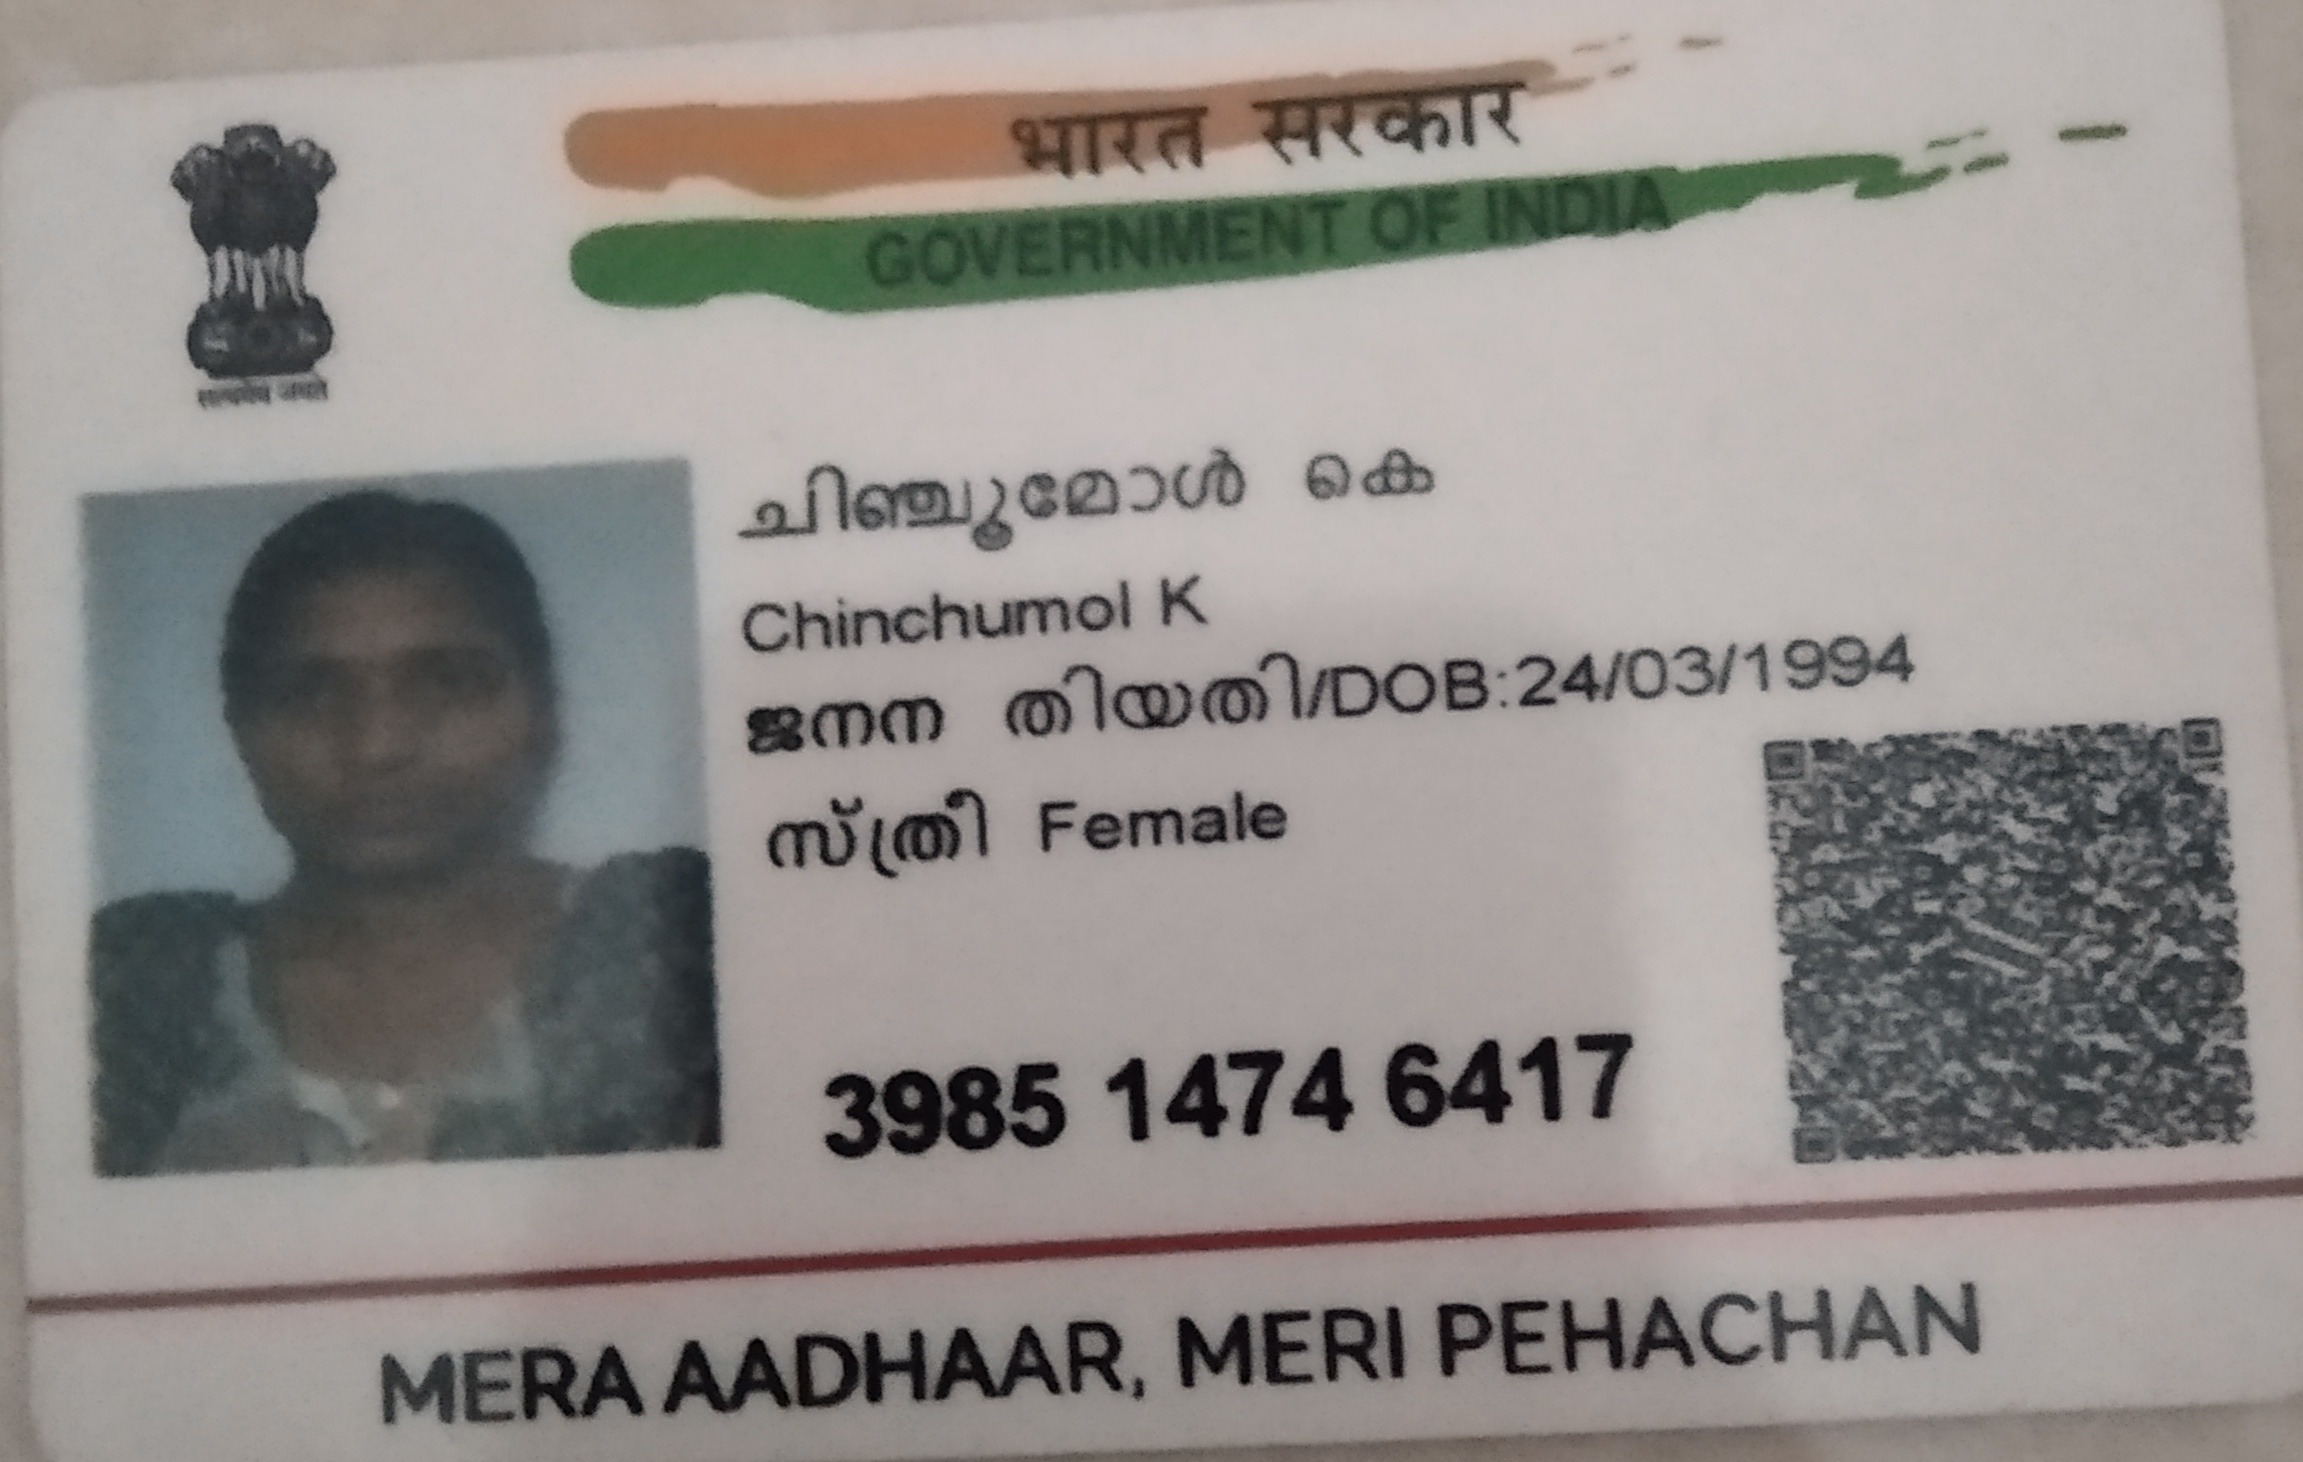 भारत सरकार
GOVERNMENT OF INDIA
सत्यमेव जयते
ചിഞ്ചുമോൾ കെ
Chinchumol K
ജനന തിയതി/DOB:24/03/1994
സ്ത്രീ Female
3985 1474 6417
MERA AADHAAR, MERI PEHACHAN